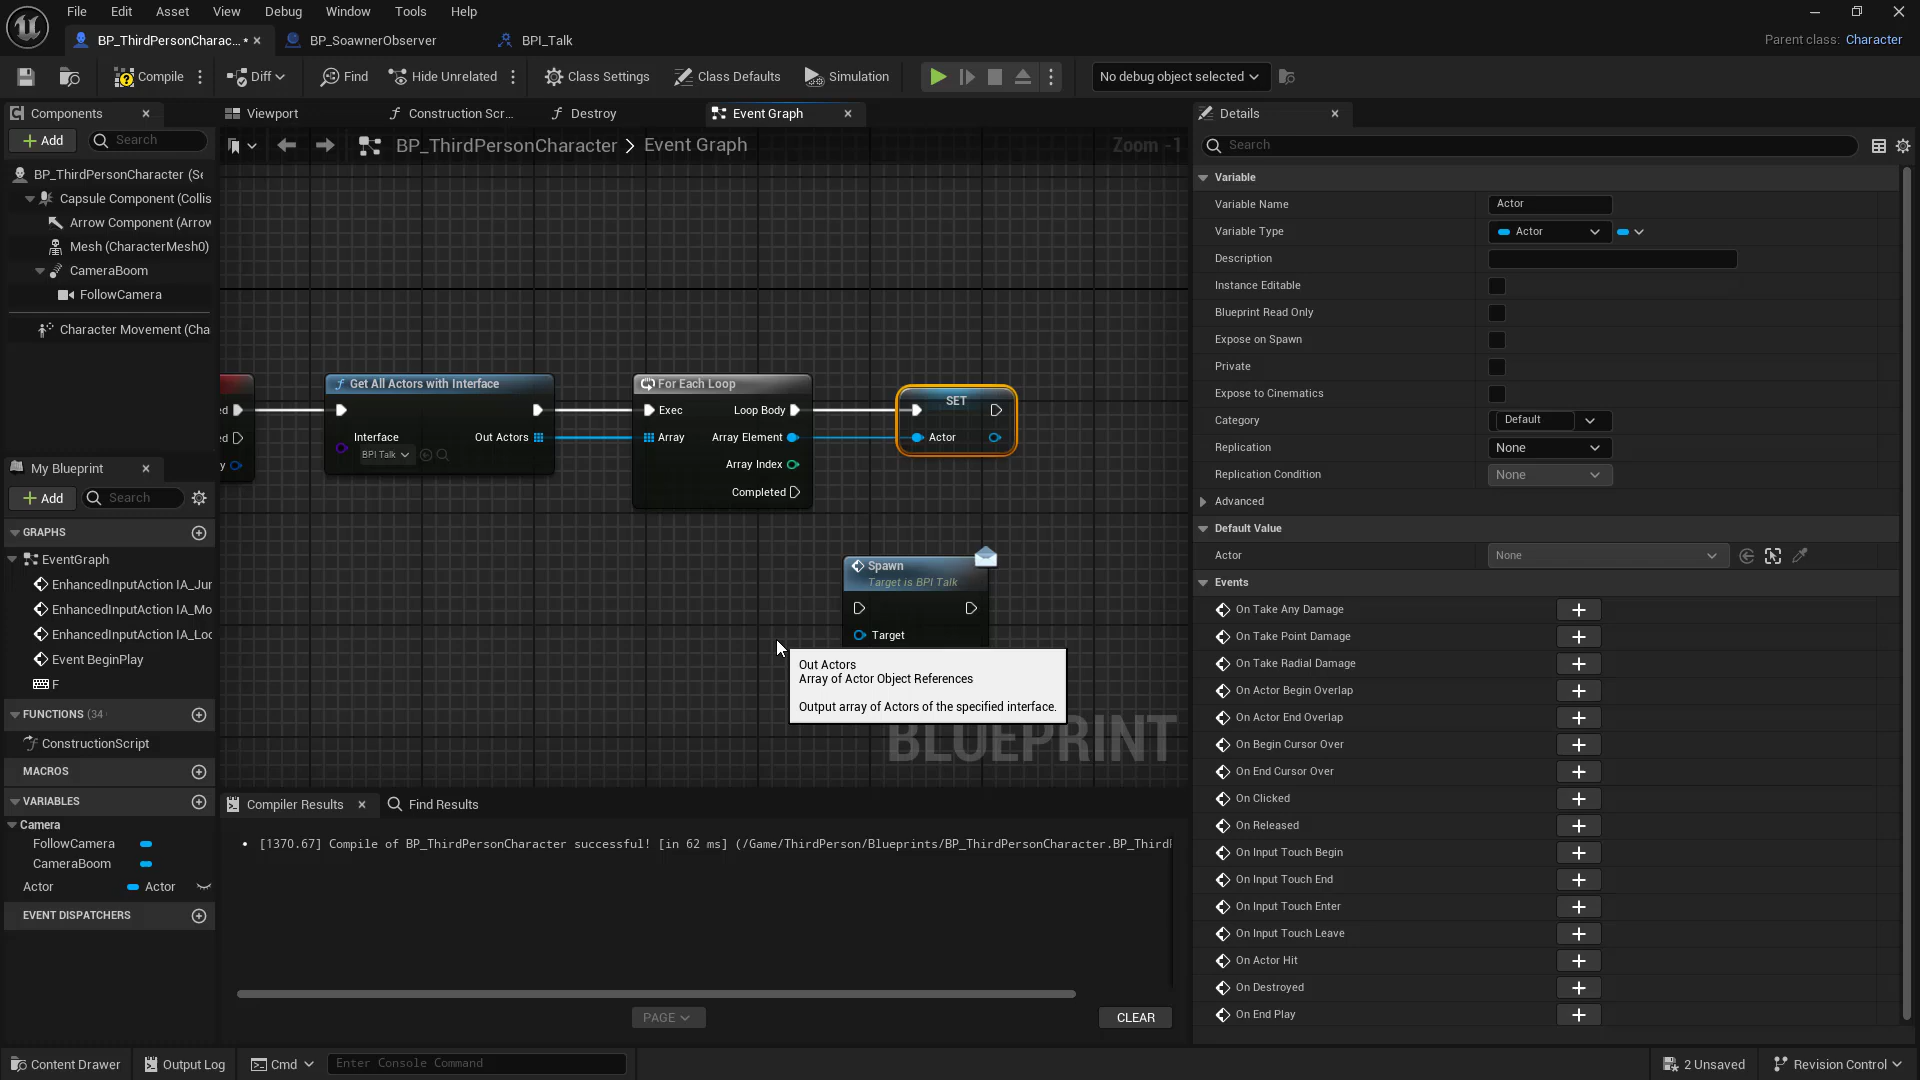 File Edit Asset View Debug Window Tools Help
BP_ThirdPersonCharac... •
BP_SoawnerObserver
BPI_Talk
Parent class: Character
Compile
Diff
Find
Hide Unrelated
Class Settings
Class Defaults
Simulation
No debug object selected
Components
Add
Search
BP_ThirdPersonCharacter (Se
Capsule Component (Collis
Arrow Component (Arrow
Mesh (CharacterMesh0)
CameraBoom
FollowCamera
Character Movement (Cha
My Blueprint
Add
Search
GRAPHS
EventGraph
EnhancedInputAction IA_Jur
EnhancedInputAction IA_Mo
EnhancedInputAction IA_Loc
Event BeginPlay
F
FUNCTIONS (34
ConstructionScript
MACROS
VARIABLES
Camera
FollowCamera
CameraBoom
Actor Actor
EVENT DISPATCHERS
Viewport
Construction Scr...
Destroy
Event Graph
BP_ThirdPersonCharacter > Event Graph
Zoom -1
ed
ed
y
Get All Actors with Interface
Interface
BPI Talk
Out Actors
For Each Loop
Exec Loop Body
Array Array Element
Array Index
Completed
SET
Actor
Spawn
Target is BPI Talk
Target
Out Actors
Array of Actor Object References
Output array of Actors of the specified interface.
BLUEPRINT
Compiler Results
Find Results
• [1370.67] Compile of BP_ThirdPersonCharacter successful! [in 62 ms] (/Game/ThirdPerson/Blueprints/BP_ThirdPersonCharacter.BP_Third
PAGE
CLEAR
Details
Search
Variable
Variable Name Actor
Variable Type Actor
Description
Instance Editable
Blueprint Read Only
Expose on Spawn
Private
Expose to Cinematics
Category Default
Replication None
Replication Condition None
Advanced
Default Value
Actor None
Events
On Take Any Damage
On Take Point Damage
On Take Radial Damage
On Actor Begin Overlap
On Actor End Overlap
On Begin Cursor Over
On End Cursor Over
On Clicked
On Released
On Input Touch Begin
On Input Touch End
On Input Touch Enter
On Input Touch Leave
On Actor Hit
On Destroyed
On End Play
Content Drawer
Output Log
Cmd
Enter Console Command
2 Unsaved
Revision Control